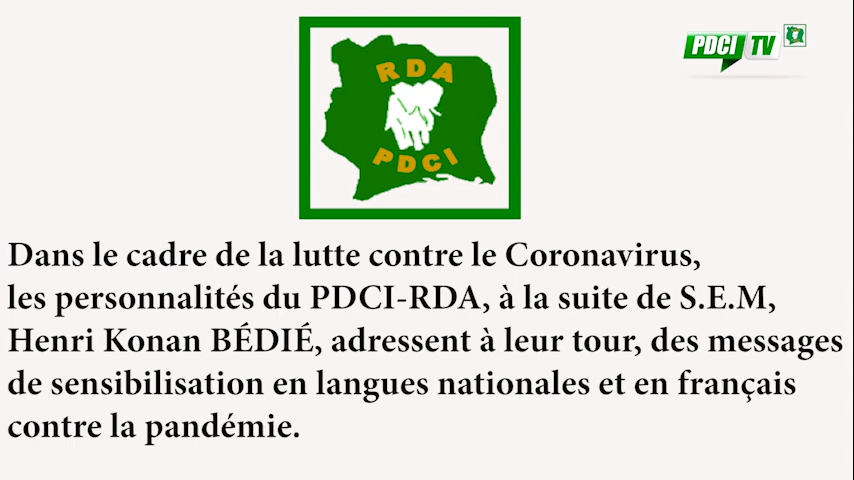 PDCI TV
RDA
PDCI
Dans le cadre de la lutte contre le Coronavirus,
les personnalités du PDCI-RDA, à la suite de S.E.M,
Henri Konan BÉDIÉ, adressent à leur tour, des messages
de sensibilisation en langues nationales et en français
contre la pandémie.